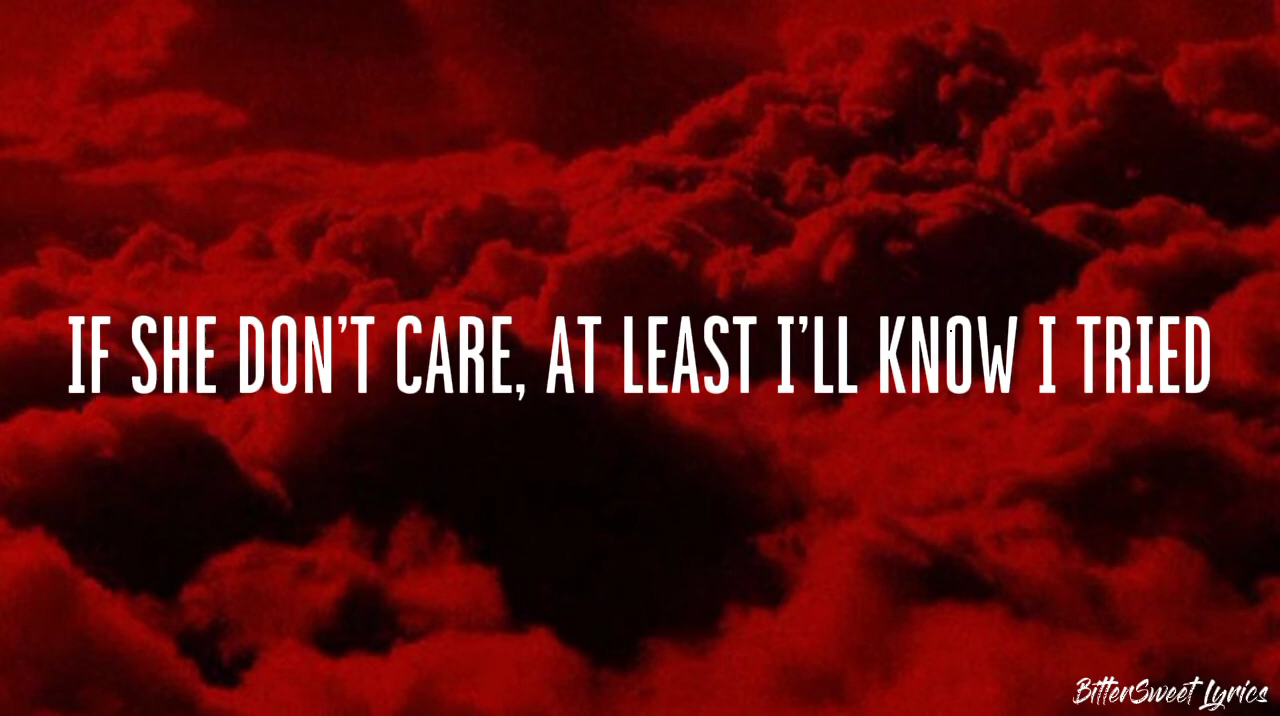 IF SHE DON'T CARE, AT LEAST I'LL KNOW I TRIED
BitterSweet Lyrics